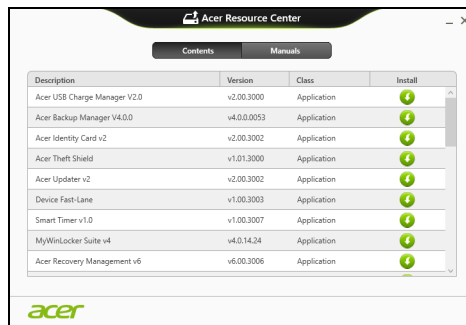 Acer Resource Center
Contents Manuals
Description Version Class Install
Acer USB Charge Manager V2.0 v2.00.3000 Application
Acer Backup Manager V4.0.0 v4.0.0.0053 Application
Acer Identity Card v2 v2.00.3002 Application
Acer Theft Shield v1.01.3000 Application
Acer Updater v2 v2.00.3002 Application
Device Fast-Lane v1.00.3003 Application
Smart Timer v1.0 v1.00.3007 Application
MyWinLocker Suite v4 v4.0.14.24 Application
Acer Recovery Management v6 v6.00.3006 Application
acer